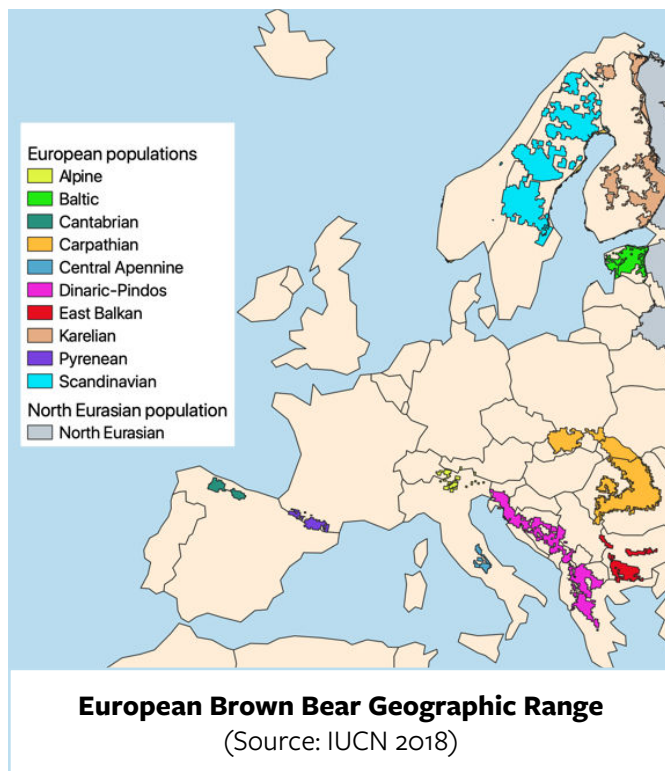 European populations
Alpine
Baltic
Cantabrian
Carpathian
Central Apennine
Dinaric-Pindos
East Balkan
Karelian
Pyrenean
Scandinavian
North Eurasian population
North Eurasian
European Brown Bear Geographic Range
(Source: IUCN 2018)